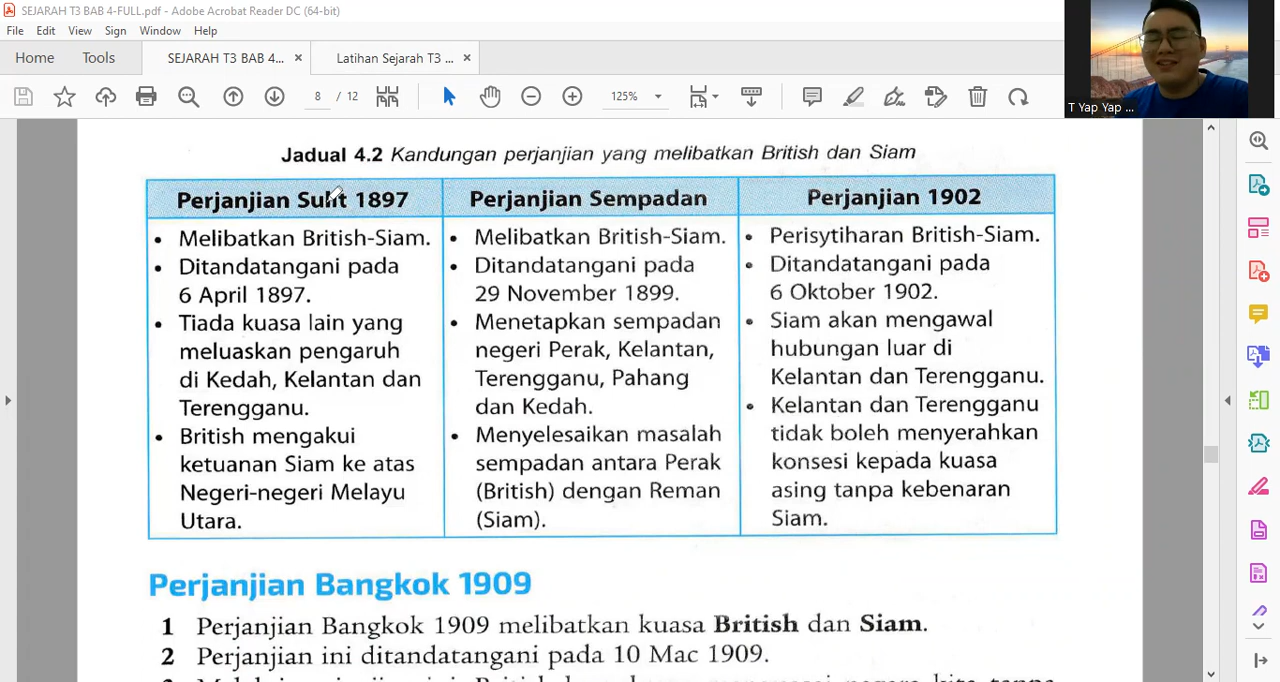 SEJARAH T3 BAB 4-FULL.pdf - Adobe Acrobat Reader DC (64-bit)
File Edit View Sign Window Help
Home Tools SEJARAH T3 BAB 4... × Latihan Sejarah T3 ... ×
8 / 12 125%
T Yap Yap ...
Jadual 4.2 Kandungan perjanjian yang melibatkan British dan Siam
Perjanjian Sulit 1897
• Melibatkan British-Siam.
• Ditandatangani pada
6 April 1897.
• Tiada kuasa lain yang
meluaskan pengaruh
di Kedah, Kelantan dan
Terengganu.
• British mengakui
ketuanan Siam ke atas
Negeri-negeri Melayu
Utara.
Perjanjian Sempadan
• Melibatkan British-Siam.
• Ditandatangani pada
29 November 1899.
• Menetapkan sempadan
negeri Perak, Kelantan,
Terengganu, Pahang
dan Kedah.
• Menyelesaikan masalah
sempadan antara Perak
(British) dengan Reman
(Siam).
Perjanjian 1902
• Perisytiharan British-Siam.
• Ditandatangani pada
6 Oktober 1902.
• Siam akan mengawal
hubungan luar di
Kelantan dan Terengganu.
• Kelantan dan Terengganu
tidak boleh menyerahkan
konsesi kepada kuasa
asing tanpa kebenaran
Siam.
Perjanjian Bangkok 1909
1 Perjanjian Bangkok 1909 melibatkan kuasa British dan Siam.
2 Perjanjian ini ditandatangani pada 10 Mac 1909.